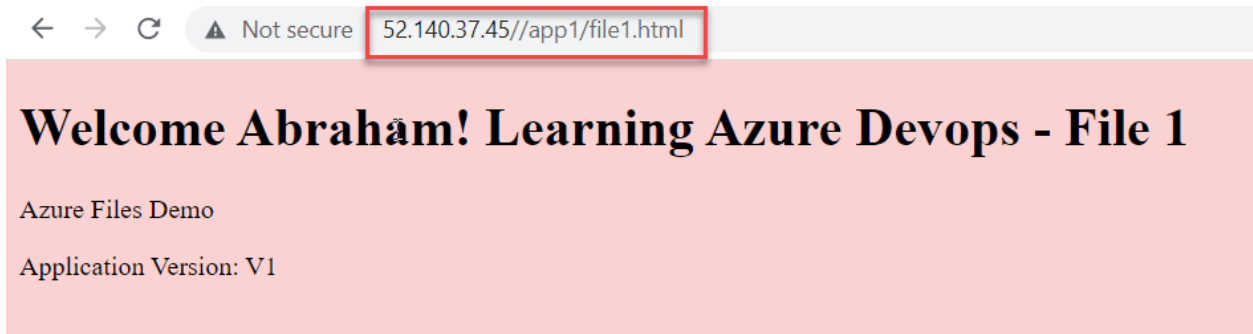 Not secure 52.140.37.45//app1/file1.html
Welcome Abraham! Learning Azure Devops - File 1
Azure Files Demo
Application Version: V1